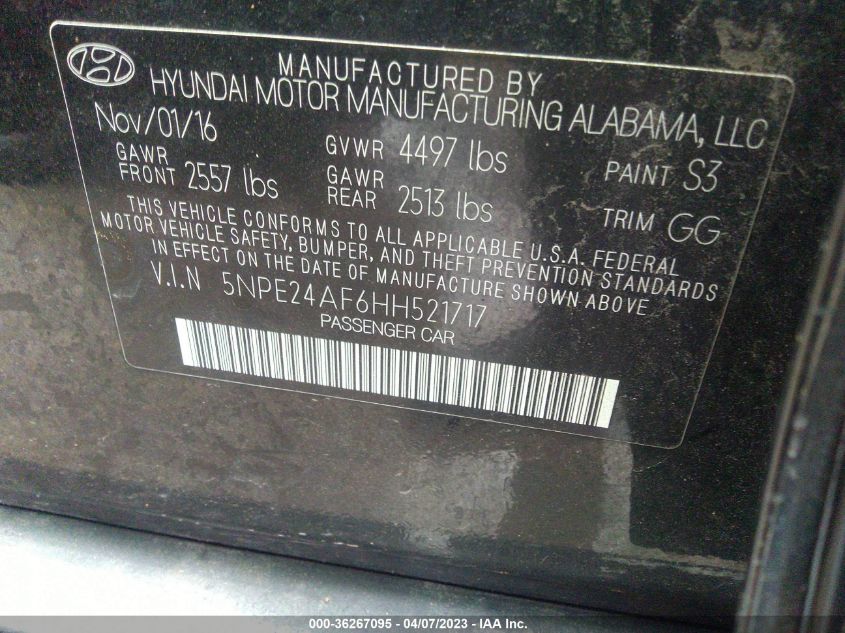 MANUFACTURED BY
HYUNDAI MOTOR MANUFACTURING ALABAMA, LLC
Nov/01/16
GVWR 4497 lbs
PAINT S3
GAWR FRONT 2557 lbs
GAWR REAR 2513 lbs
TRIM GG
THIS VEHICLE CONFORMS TO ALL APPLICABLE U.S.A. FEDERAL
MOTOR VEHICLE SAFETY, BUMPER, AND THEFT PREVENTION STANDARDS
IN EFFECT ON THE DATE OF MANUFACTURE SHOWN ABOVE
V.I.N 5NPE24AF6HH521717
PASSENGER CAR
000-36267095 - 04/07/2023 - IAA Inc.